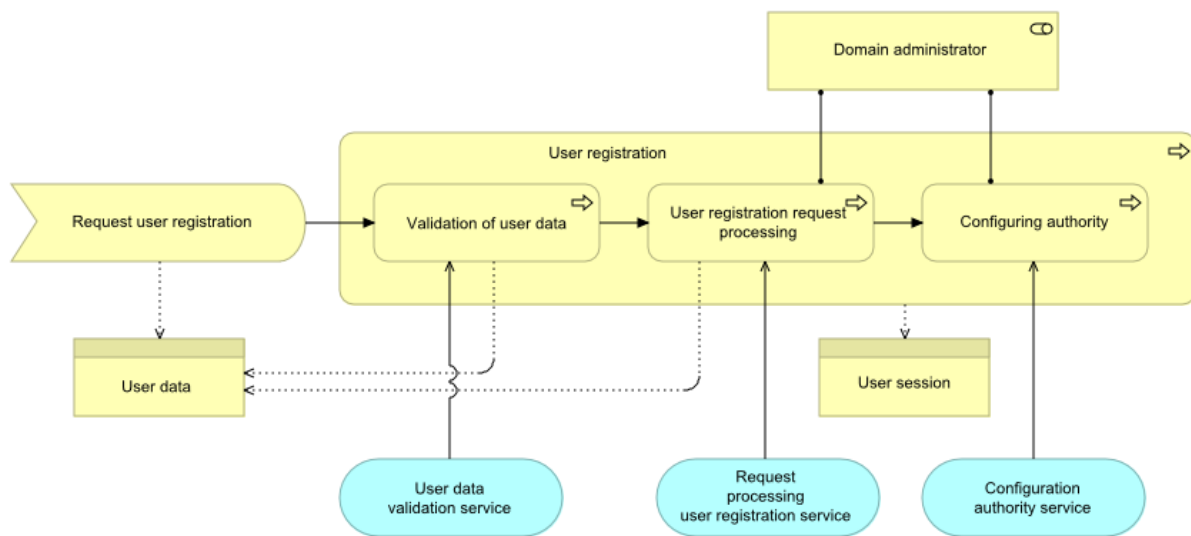 Domain administrator
User registration
Request user registration
Validation of user data
User registration request
processing
Configuring authority
User data
User session
User data
validation service
Request
processing
user registration service
Configuration
authority service